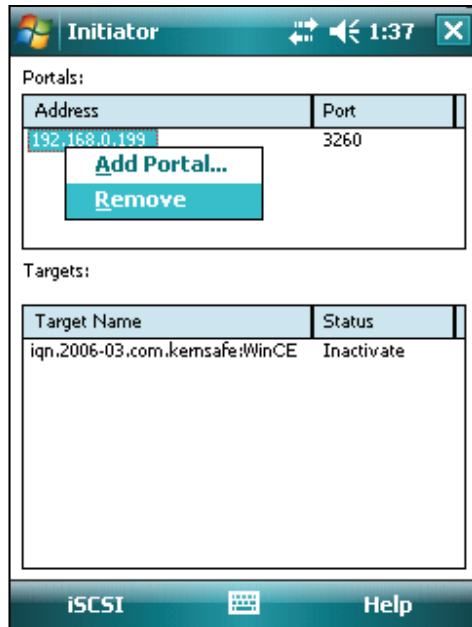 Initiator 1:37
Portals:
Address Port
192.168.0.199 3260
Add Portal...
Remove
Targets:
Target Name Status
iqn.2006-03.com.kernsafe:WinCE Inactivate
iSCSI Help